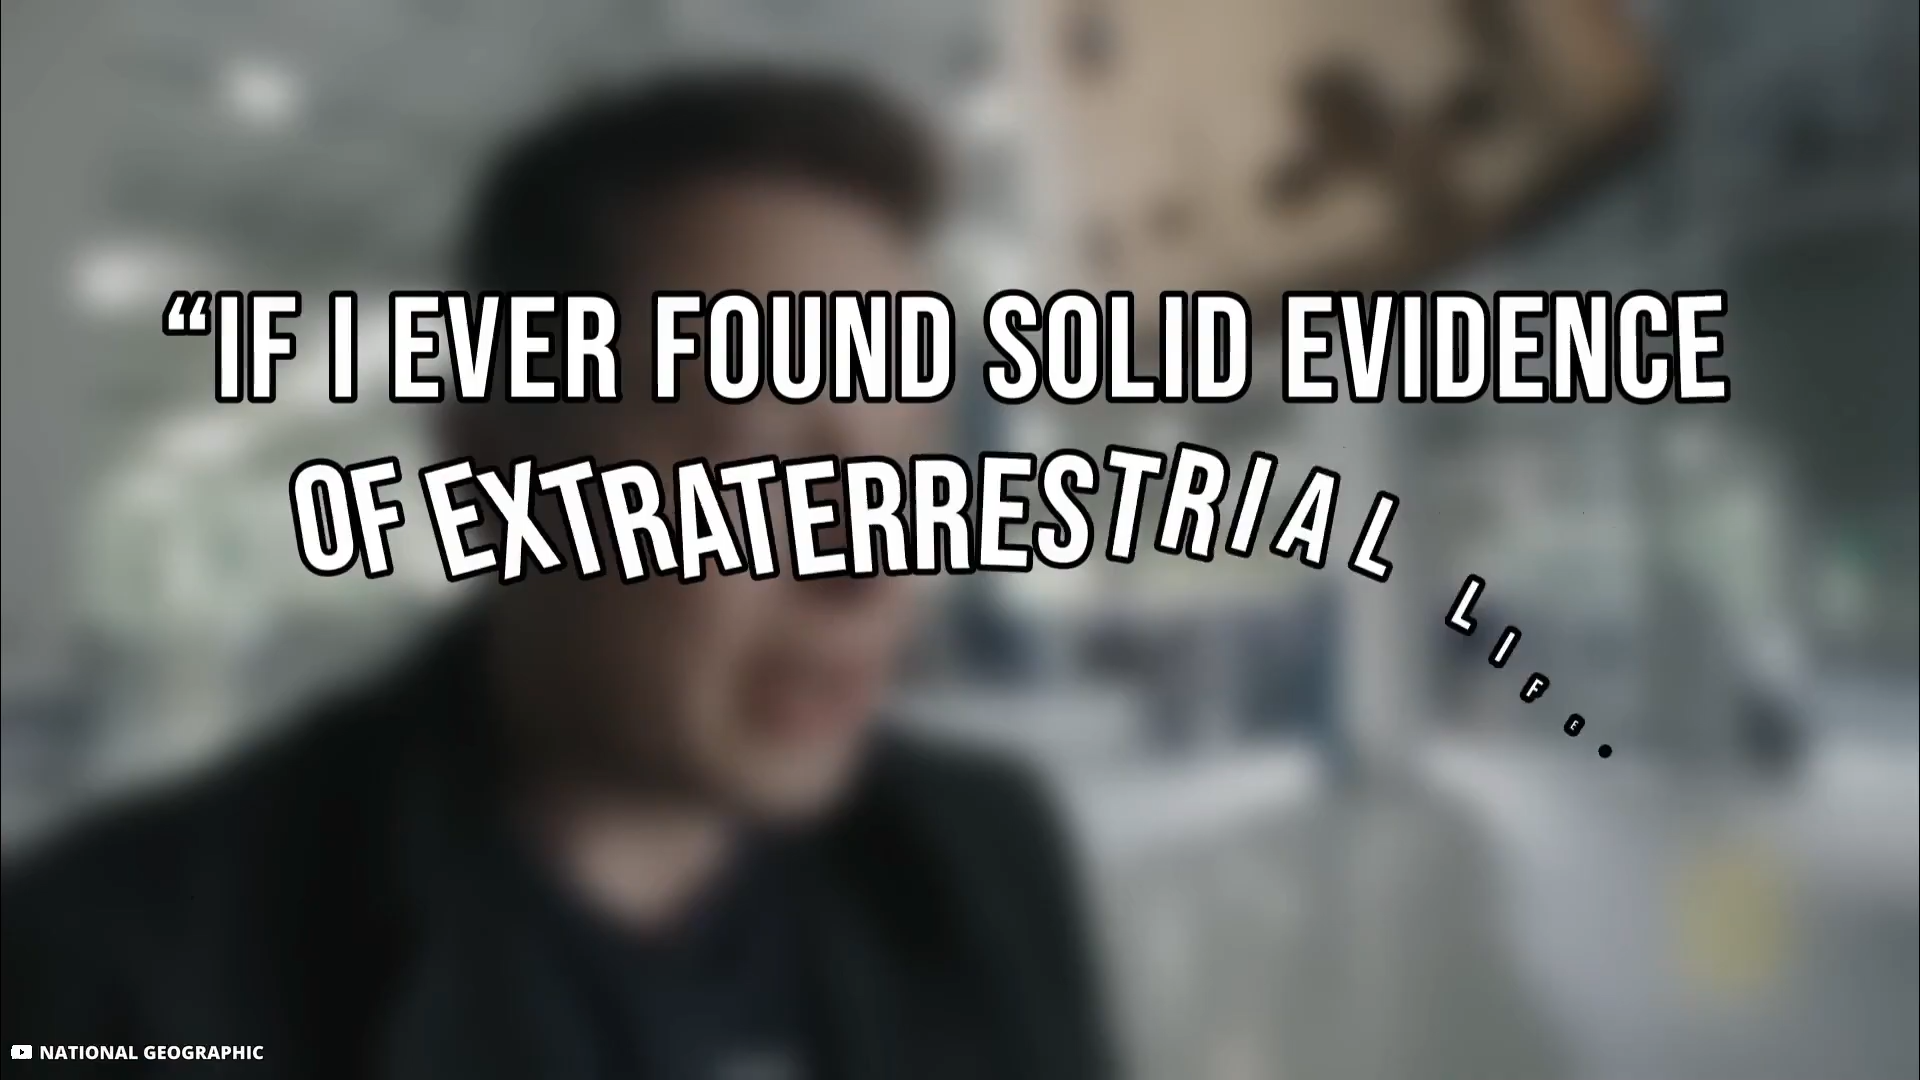 “IF I EVER FOUND SOLID EVIDENCE
OF EXTRATERRESTRIAL LIFE.
NATIONAL GEOGRAPHIC